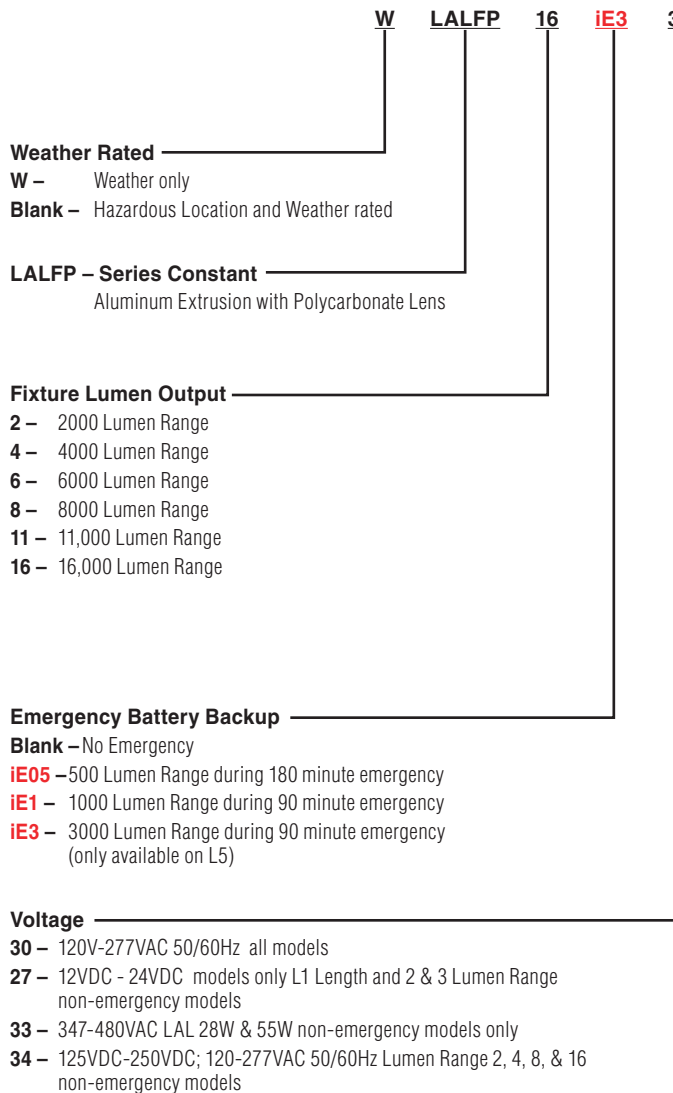 W LALFP 16 iE3
Weather Rated
W – Weather only
Blank – Hazardous Location and Weather rated
LALFP – Series Constant
Aluminum Extrusion with Polycarbonate Lens
Fixture Lumen Output
2 – 2000 Lumen Range
4 – 4000 Lumen Range
6 – 6000 Lumen Range
8 – 8000 Lumen Range
11 – 11,000 Lumen Range
16 – 16,000 Lumen Range
Emergency Battery Backup
Blank – No Emergency
iE05 – 500 Lumen Range during 180 minute emergency
iE1 – 1000 Lumen Range during 90 minute emergency
iE3 – 3000 Lumen Range during 90 minute emergency
(only available on L5)
Voltage
30 – 120V-277VAC 50/60Hz all models
27 – 12VDC - 24VDC models only L1 Length and 2 & 3 Lumen Range
non-emergency models
33 – 347-480VAC LAL 28W & 55W non-emergency models only
34 – 125VDC-250VDC; 120-277VAC 50/60Hz Lumen Range 2, 4, 8, & 16
non-emergency models